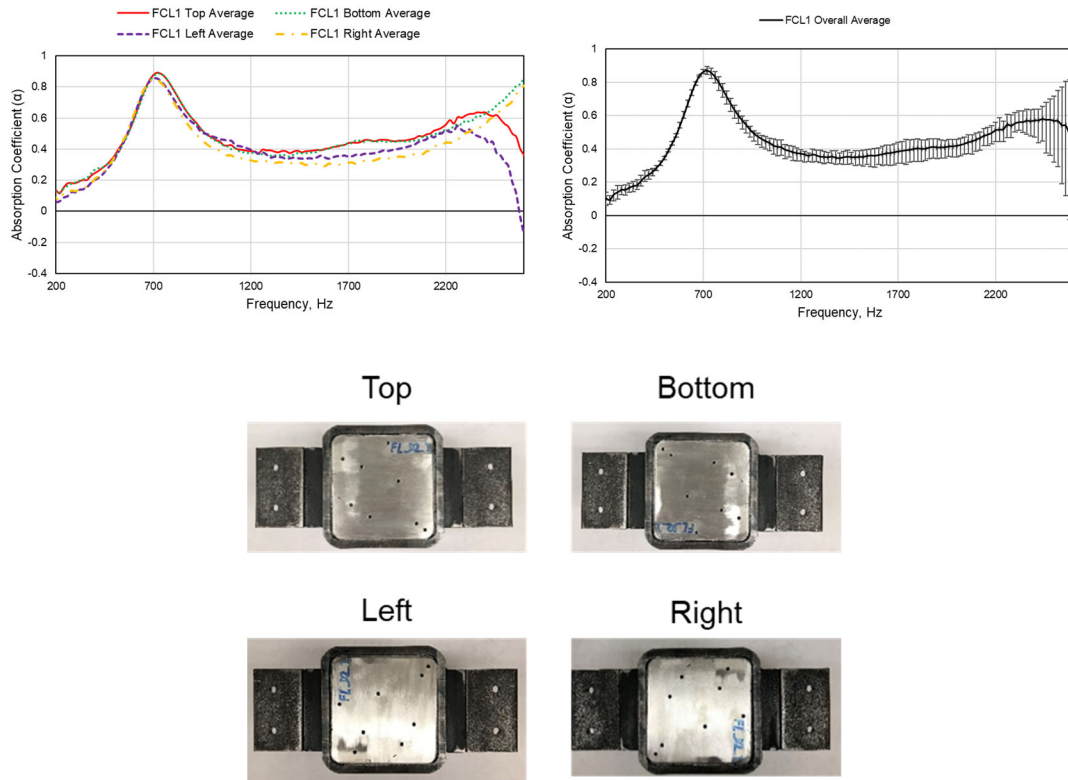 FCL1 Top Average
FCL1 Bottom Average
FCL1 Left Average
FCL1 Right Average
Absorption Coefficient (α)
1
0.8
0.6
0.4
0.2
0
-0.2
-0.4
200 700 1200 1700 2200
Frequency, Hz
FCL1 Overall Average
Absorption Coefficient (α)
1
0.8
0.6
0.4
0.2
0
-0.2
-0.4
200 700 1200 1700 2200
Frequency, Hz
Top
Bottom
Left
Right